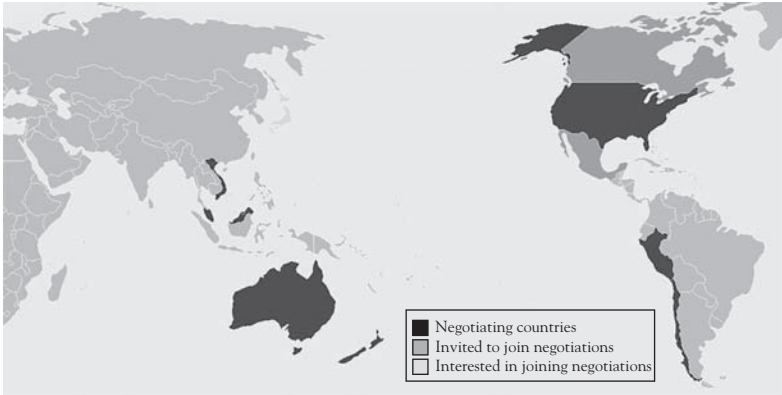 Negotiating countries
Invited to join negotiations
Interested in joining negotiations